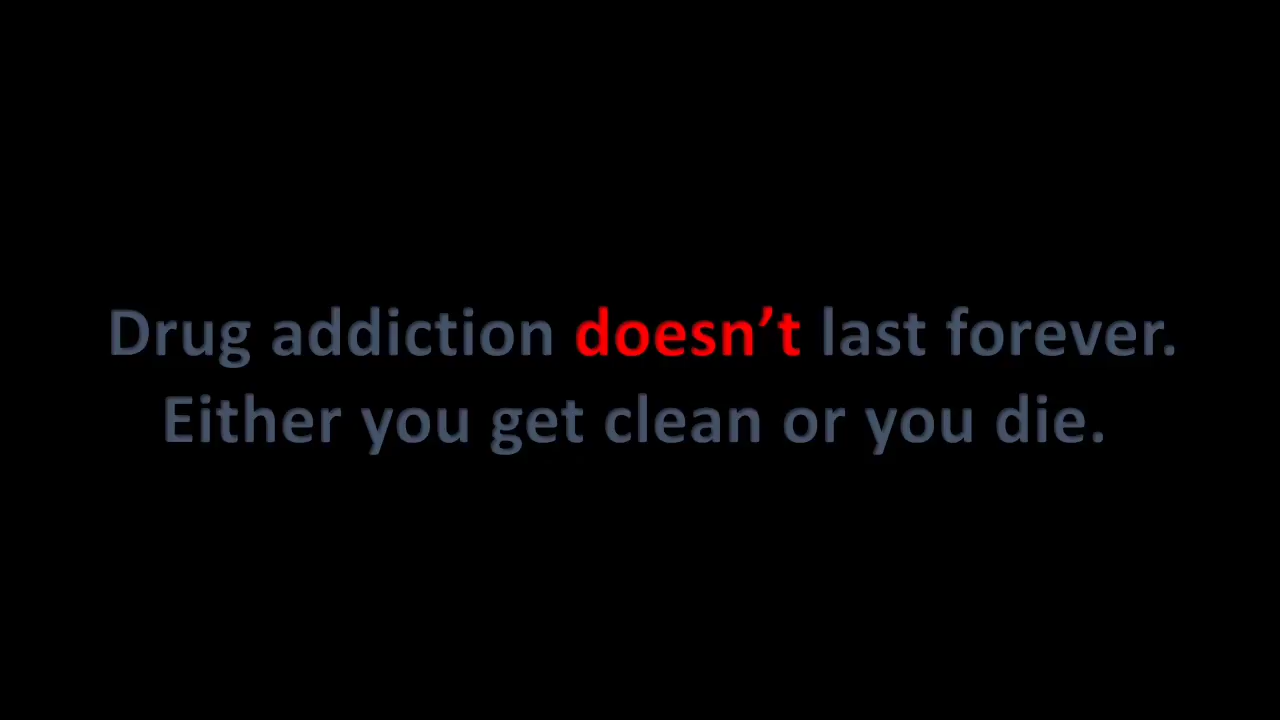 Drug addiction doesn’t last forever.
Either you get clean or you die.